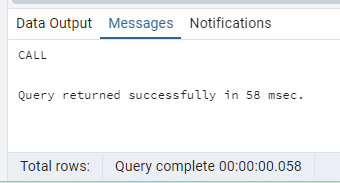 Data Output Messages Notifications
CALL
Query returned successfully in 58 msec.
Total rows: Query complete 00:00:00.058